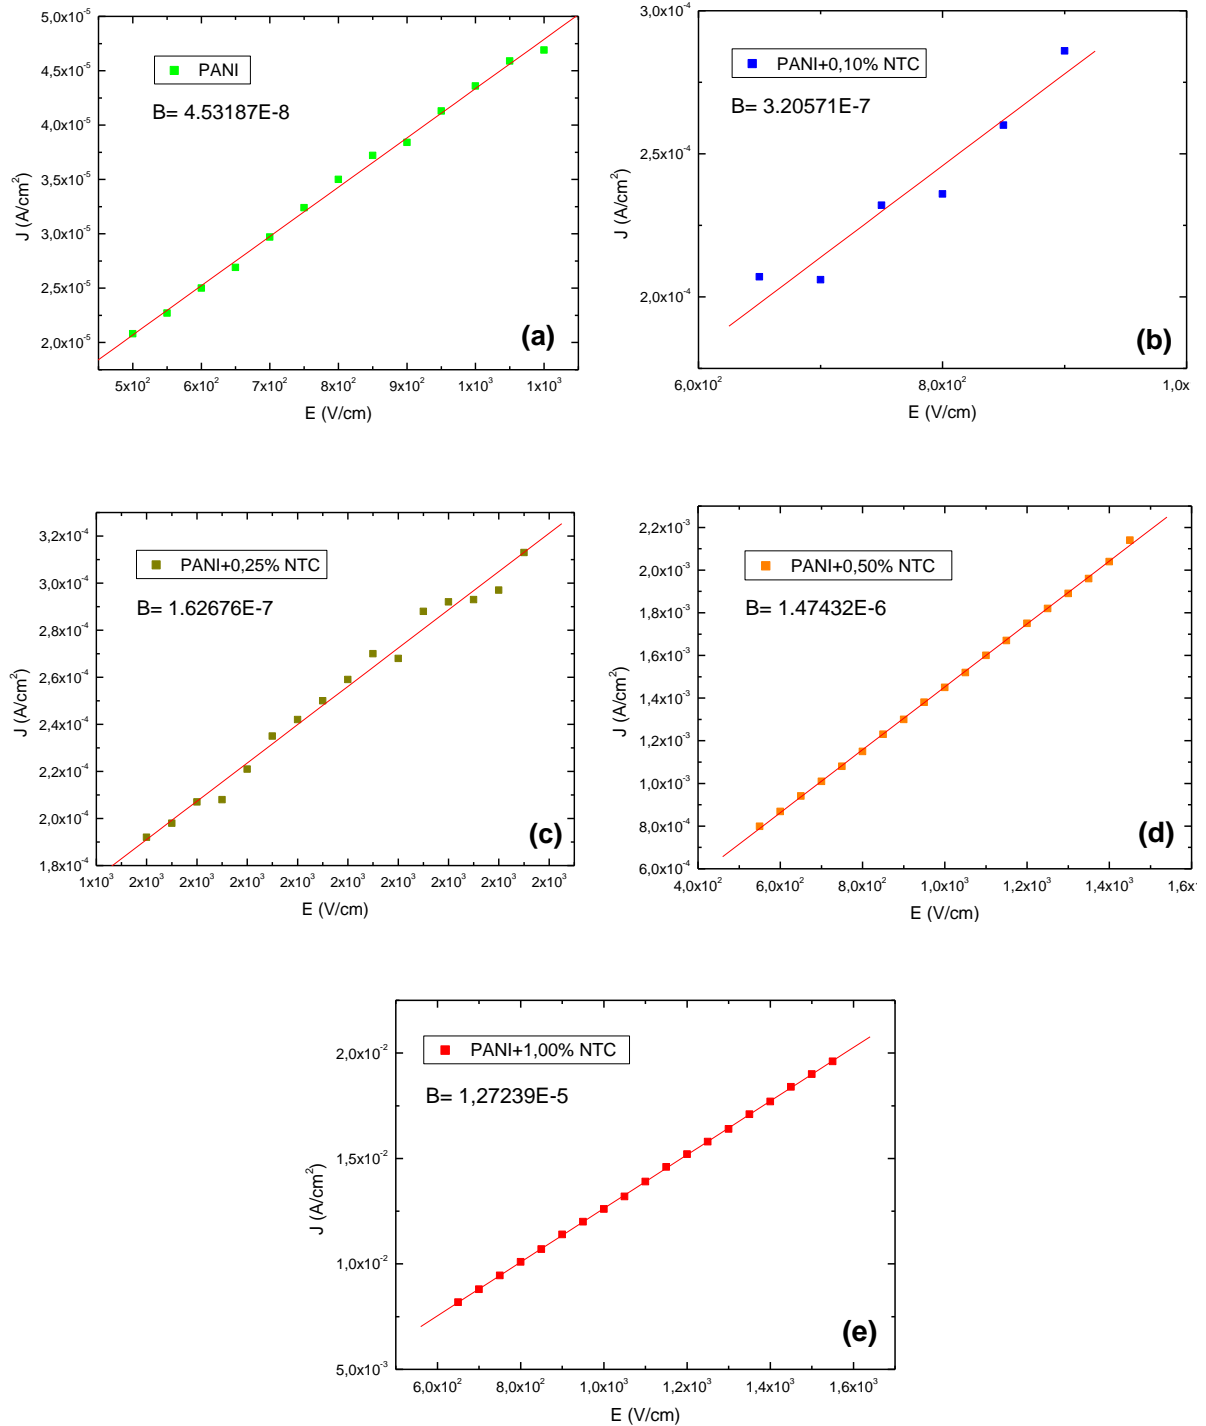 5,0x10⁻⁵
4,5x10⁻⁵
4,0x10⁻⁵
3,5x10⁻⁵
3,0x10⁻⁵
2,5x10⁻⁵
2,0x10⁻⁵
J (A/cm²)
PANI
B= 4.53187E-8
(a)
5x10² 6x10² 7x10² 8x10² 9x10² 1x10³ 1x10³
E (V/cm)
3,0x10⁻⁴
2,5x10⁻⁴
2,0x10⁻⁴
J (A/cm²)
PANI+0,10% NTC
B= 3.20571E-7
(b)
6,0x10² 8,0x10² 1,0x
E (V/cm)
3,2x10⁻⁴
3,0x10⁻⁴
2,8x10⁻⁴
2,6x10⁻⁴
2,4x10⁻⁴
2,2x10⁻⁴
2,0x10⁻⁴
1,8x10⁻⁴
J (A/cm²)
PANI+0,25% NTC
B= 1.62676E-7
(c)
1x10³ 2x10³ 2x10³ 2x10³ 2x10³ 2x10³ 2x10³ 2x10³ 2x10³ 2x10³
E (V/cm)
2,2x10⁻³
2,0x10⁻³
1,8x10⁻³
1,6x10⁻³
1,4x10⁻³
1,2x10⁻³
1,0x10⁻³
8,0x10⁻⁴
6,0x10⁻⁴
J (A/cm²)
PANI+0,50% NTC
B= 1.47432E-6
(d)
4,0x10² 6,0x10² 8,0x10² 1,0x10³ 1,2x10³ 1,4x10³ 1,6x
E (V/cm)
2,0x10⁻²
1,5x10⁻²
1,0x10⁻²
5,0x10⁻³
J (A/cm²)
PANI+1,00% NTC
B= 1,27239E-5
(e)
6,0x10² 8,0x10² 1,0x10³ 1,2x10³ 1,4x10³ 1,6x10³
E (V/cm)